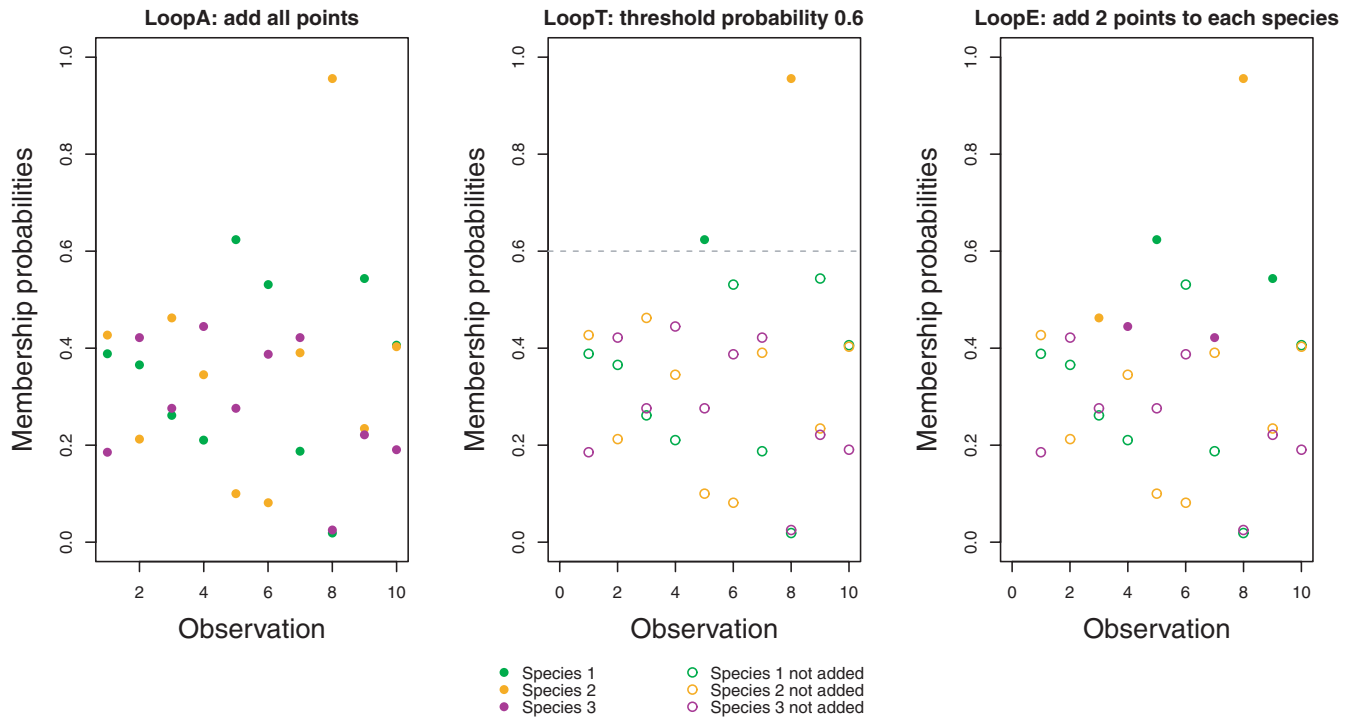 LoopA: add all points
LoopT: threshold probability 0.6
LoopE: add 2 points to each species
Membership probabilities
1.0
0.8
0.6
0.4
0.2
0.0
2 4 6 8 10
Observation
Membership probabilities
1.0
0.8
0.6
0.4
0.2
0.0
0 2 4 6 8 10
Observation
Membership probabilities
1.0
0.8
0.6
0.4
0.2
0.0
0 2 4 6 8 10
Observation
Species 1
Species 2
Species 3
Species 1 not added
Species 2 not added
Species 3 not added